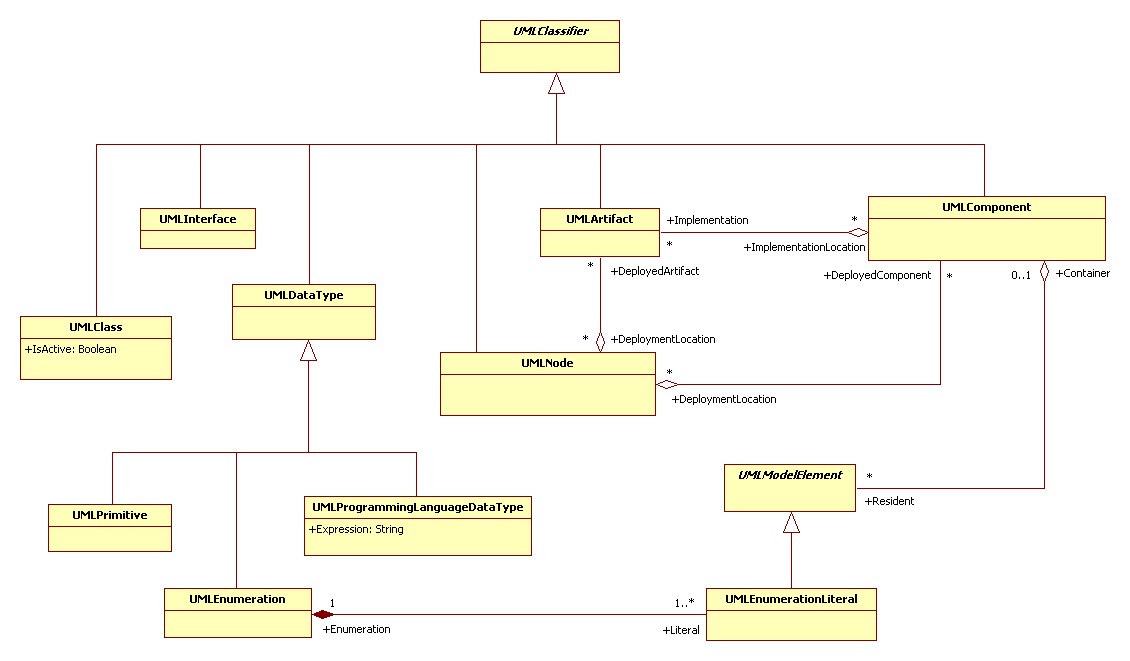 UMLClassifier
UMLInterface
UMLArtifact
+Implementation
*
*
+ImplementationLocation
UMLComponent
UMLDataType
*
+DeployedArtifact
+DeployedComponent
*
0..1
+Container
UMLClass
+IsActive: Boolean
*
+DeploymentLocation
UMLNode
*
+DeploymentLocation
UMLModelElement
*
+Resident
UMLPrimitive
UMLProgrammingLanguageDataType
+Expression: String
UMLEnumeration
1
+Enumeration
1..*
+Literal
UMLEnumerationLiteral